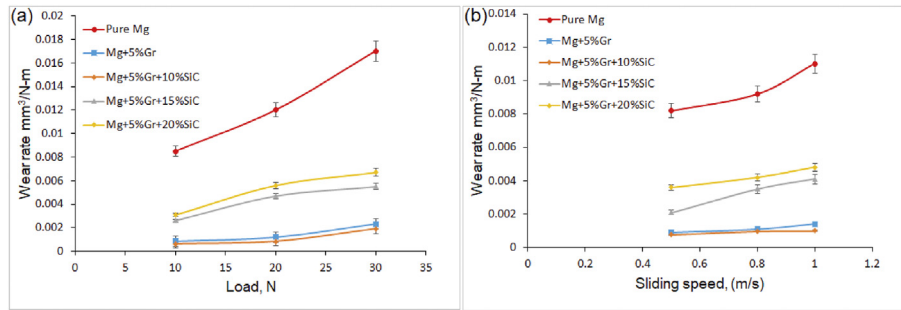 (a)
0.02
0.018
0.016
0.014
0.012
0.01
0.008
0.006
0.004
0.002
0
Wear rate mm³/N-m
Pure Mg
Mg+5%Gr
Mg+5%Gr+10%SiC
Mg+5%Gr+15%SiC
Mg+5%Gr+20%SiC
0 5 10 15 20 25 30 35
Load, N
(b)
0.014
0.012
0.01
0.008
0.006
0.004
0.002
0
Wear rate mm³/N-m
Pure Mg
Mg+5%Gr
Mg+5%Gr+10%SiC
Mg+5%Gr+15%SiC
Mg+5%Gr+20%SiC
0 0.2 0.4 0.6 0.8 1 1.2
Sliding speed, (m/s)